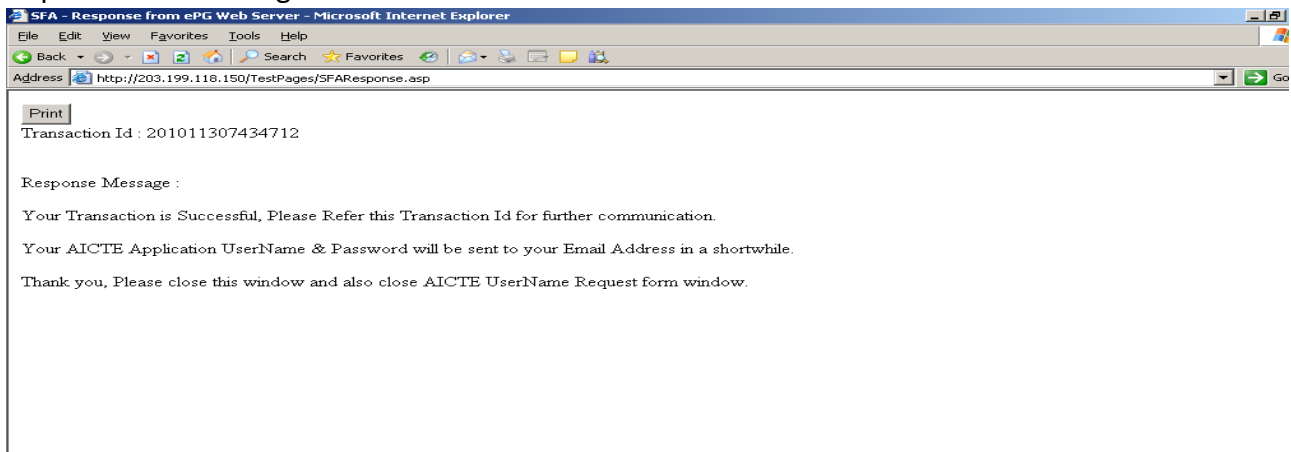 SFA - Response from ePG Web Server - Microsoft Internet Explorer
File Edit View Favorites Tools Help
Back Search Favorites
Address http://203.199.118.150/TestPages/SFAResponse.asp Go
Print
Transaction Id : 201011307434712
Response Message :
Your Transaction is Successful, Please Refer this Transaction Id for further communication.
Your AICTE Application UserName & Password will be sent to your Email Address in a shortwhile.
Thank you, Please close this window and also close AICTE UserName Request form window.